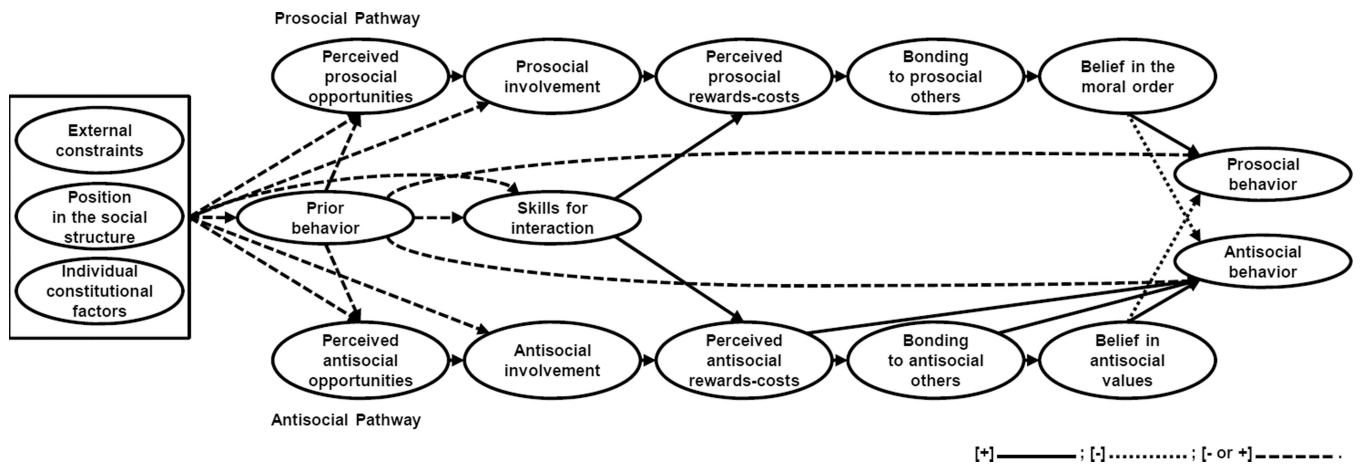 Prosocial Pathway
Perceived
prosocial
opportunities
Prosocial
involvement
Perceived
prosocial
rewards-costs
Bonding
to prosocial
others
Belief in the
moral order
External
constraints
Position
in the social
structure
Individual
constitutional
factors
Prior
behavior
Skills for
interaction
Prosocial
behavior
Antisocial
behavior
Perceived
antisocial
opportunities
Antisocial
involvement
Perceived
antisocial
rewards-costs
Bonding
to antisocial
others
Belief in
antisocial
values
Antisocial Pathway
[+] ; [-] ; [- or +] .